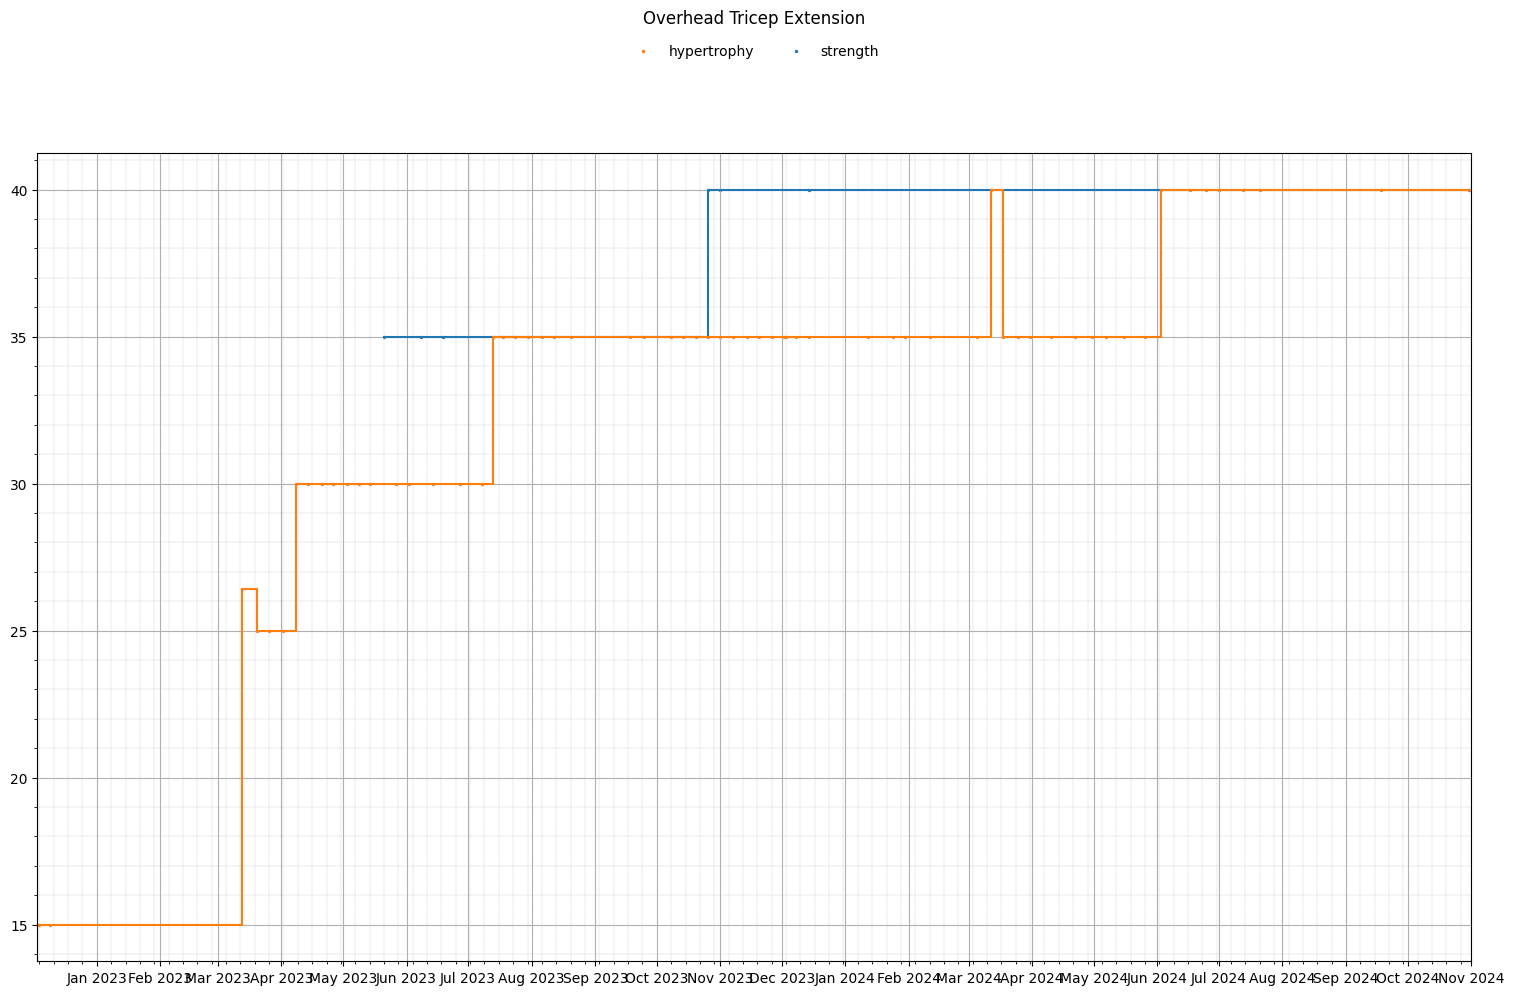 Overhead Tricep Extension
hypertrophy strength
40
35
30
25
20
15
Jan 2023 Feb 2023 Mar 2023 Apr 2023 May 2023 Jun 2023 Jul 2023 Aug 2023 Sep 2023 Oct 2023 Nov 2023 Dec 2023 Jan 2024 Feb 2024 Mar 2024 Apr 2024 May 2024 Jun 2024 Jul 2024 Aug 2024 Sep 2024 Oct 2024 Nov 2024